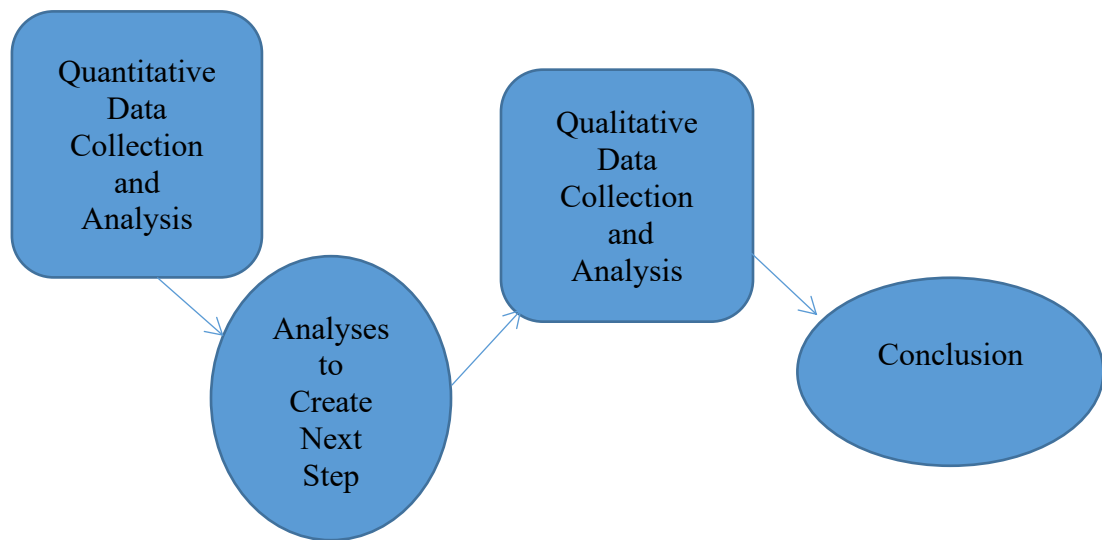 Quantitative
Data
Collection
and
Analysis
Analyses
to
Create
Next
Step
Qualitative
Data
Collection
and
Analysis
Conclusion